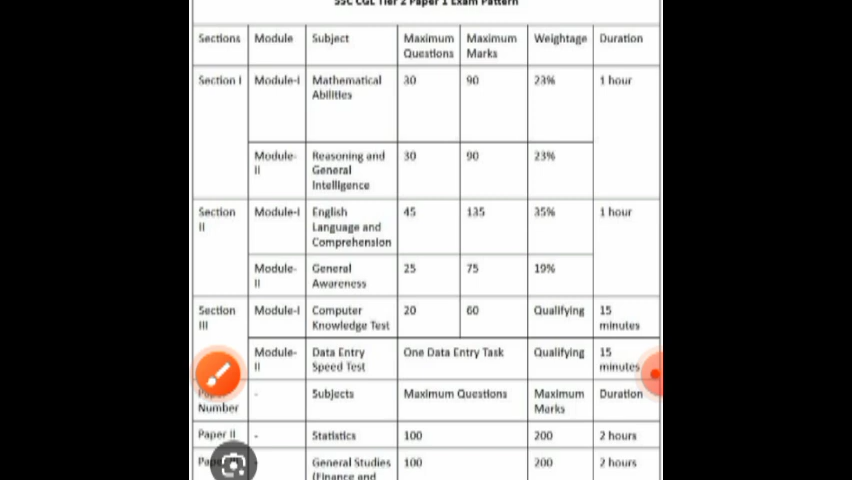 SSC CGL Tier 2 Paper 1 Exam Pattern
Sections Module Subject Maximum Questions Maximum Marks Weightage Duration
Section I Module-I Mathematical Abilities 30 90 23% 1 hour
Module-II Reasoning and General Intelligence 30 90 23%
Section II Module-I English Language and Comprehension 45 135 35% 1 hour
Module-II General Awareness 25 75 19%
Section III Module-I Computer Knowledge Test 20 60 Qualifying 15 minutes
Module-II Data Entry Speed Test One Data Entry Task Qualifying 15 minutes
Paper Number - Subjects Maximum Questions Maximum Marks Duration
Paper II - Statistics 100 200 2 hours
General Studies (Finance and 100 200 2 hours